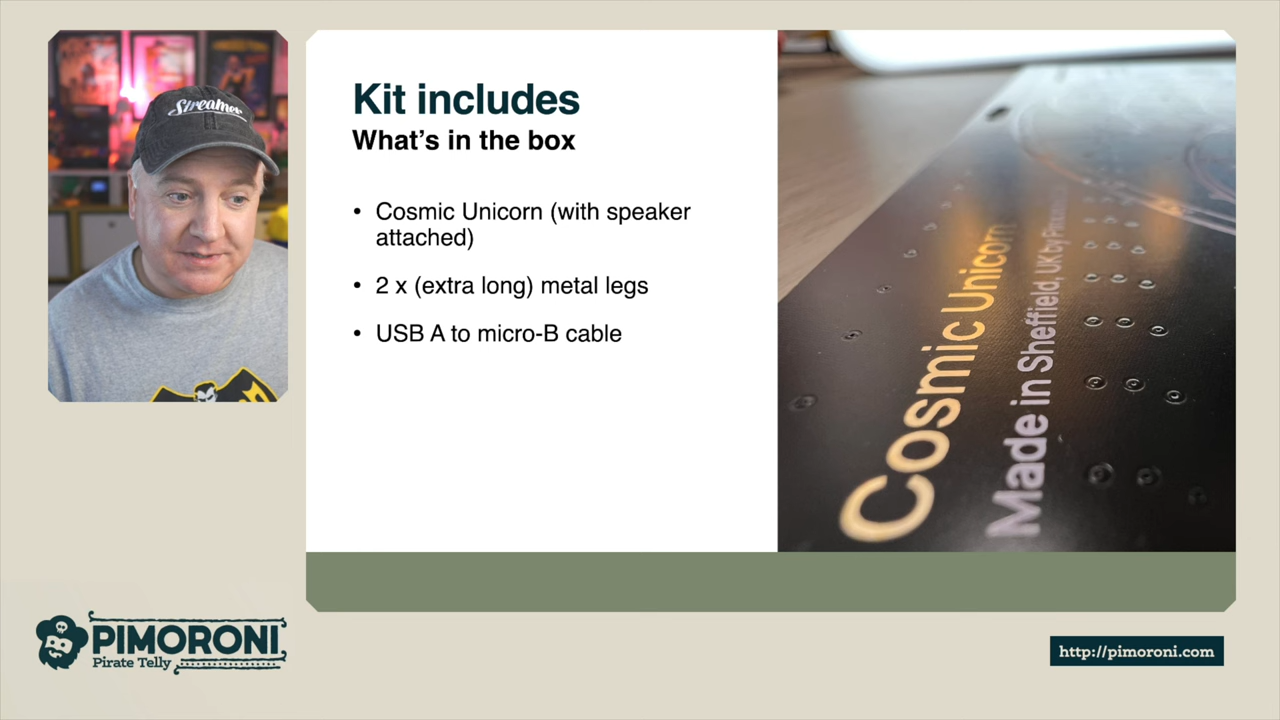 Streamer
Kit includes
What's in the box
• Cosmic Unicorn (with speaker
attached)
• 2 x (extra long) metal legs
• USB A to micro-B cable
Cosmic Unicorn
Made in Sheffield, UK by
PIMORONI
Pirate Telly
http://pimoroni.com